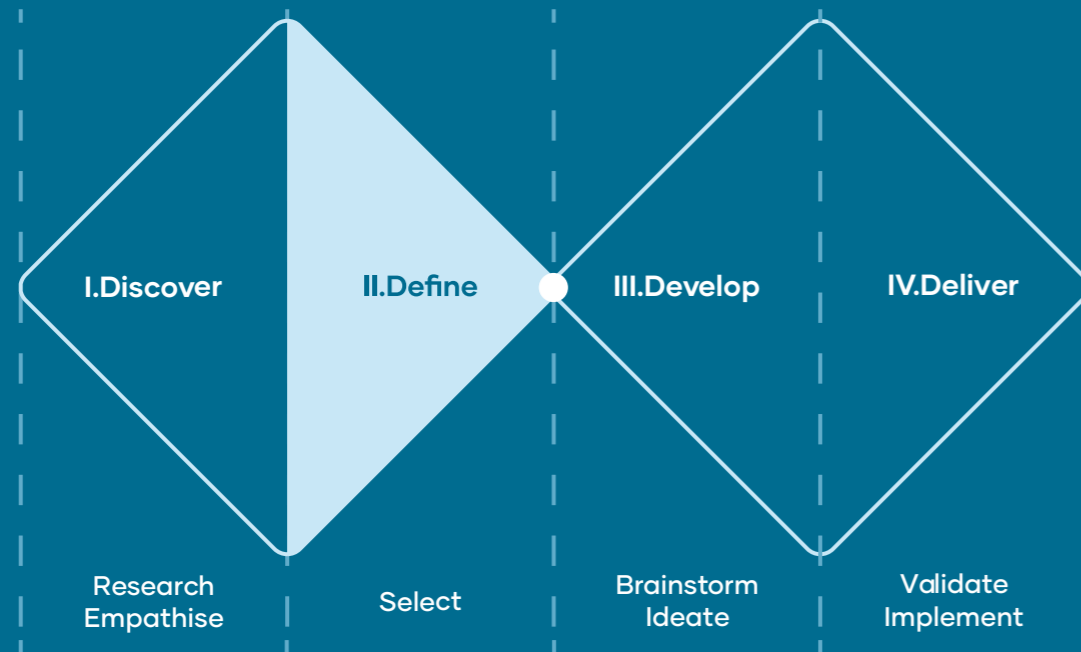 I.Discover
II.Define
III.Develop
IV.Deliver
Research
Empathise
Select
Brainstorm
Ideate
Validate
Implement